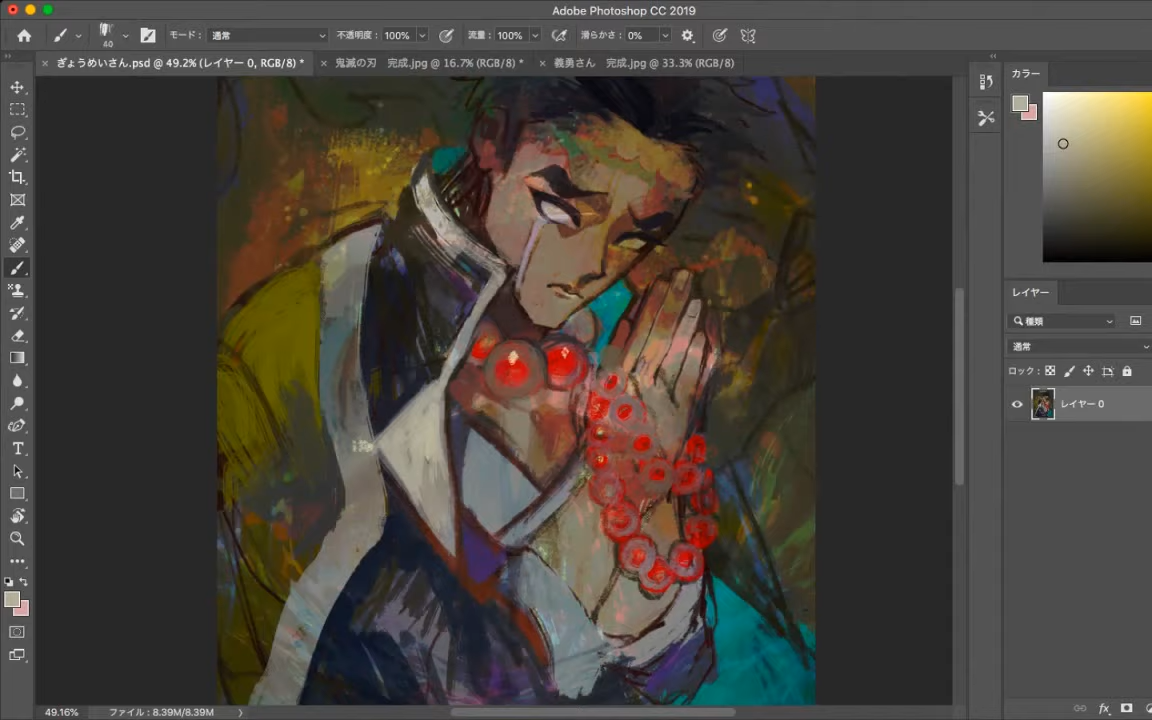 Adobe Photoshop CC 2019
40 モード： 通常 不透明度： 100% 流量： 100% 滑らかさ： 0%
× ぎょうめいさん.psd @ 49.2% (レイヤー 0, RGB/8) * × 鬼滅の刃 完成.jpg @ 16.7% (RGB/8) * × 義勇さん 完成.jpg @ 33.3% (RGB/8)
カラー
レイヤー
種類
通常
ロック：
レイヤー 0
fx
49.16% ファイル : 8.39M/8.39M